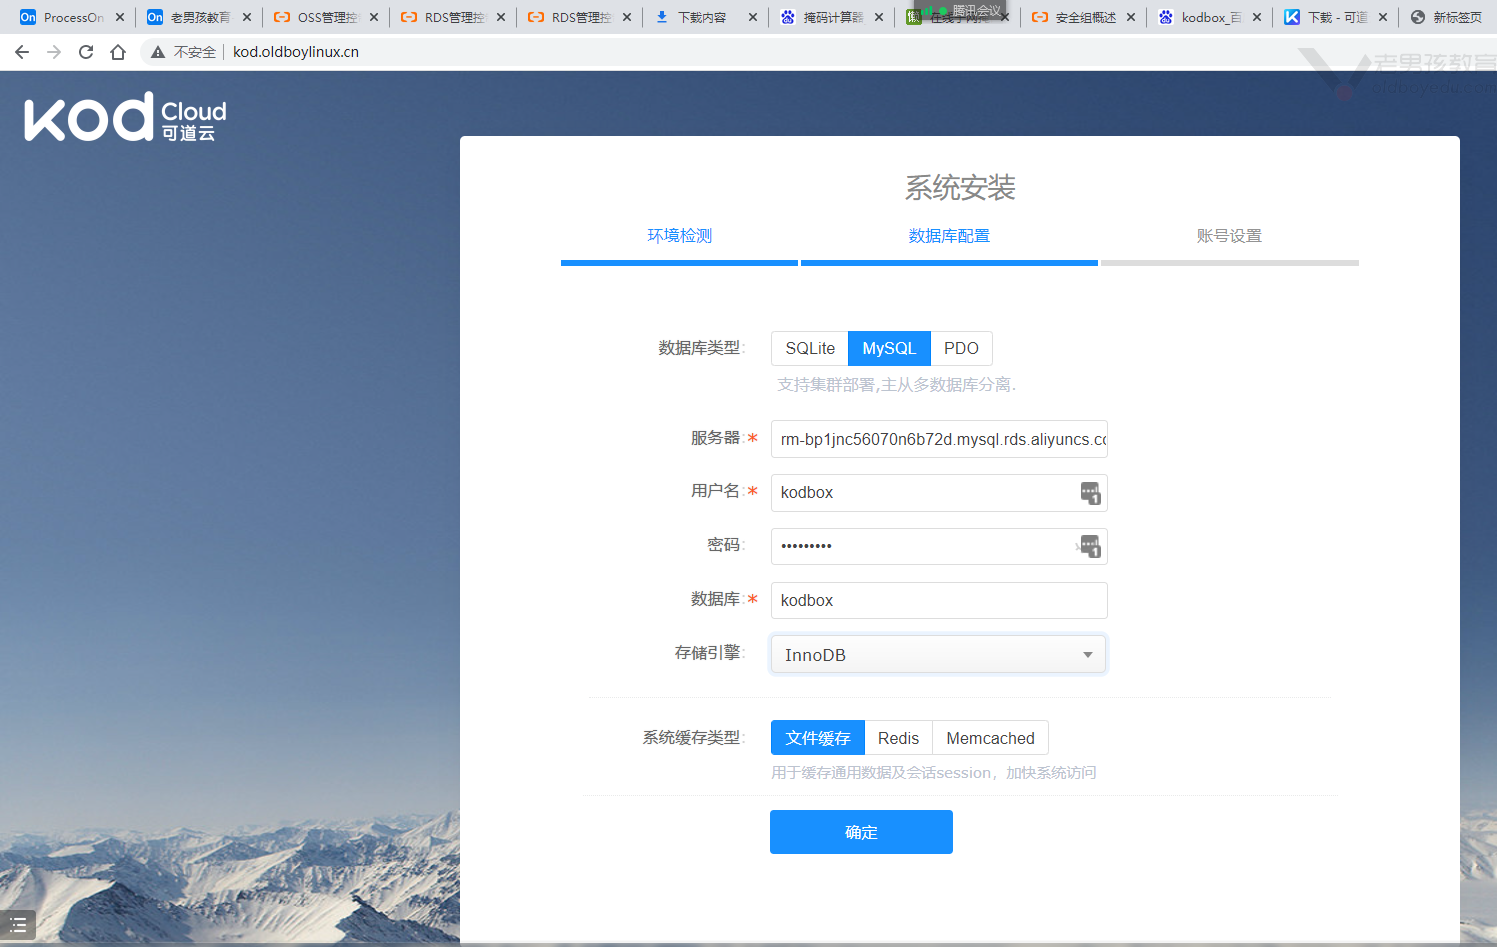 ProcessOn
老男孩教育
OSS管理控
RDS管理控
RDS管理控
下载内容
掩码计算器
腾讯会议
安全组概述
kodbox_百
下载 - 可道
新标签页
不安全
kod.oldboylinux.cn
老男孩教育
oldboyedu.com
kod Cloud
可道云
系统安装
环境检测
数据库配置
账号设置
数据库类型:
SQLite
MySQL
PDO
支持集群部署,主从多数据库分离.
服务器:*
rm-bp1jnc56070n6b72d.mysql.rds.aliyuncs.co
用户名:*
kodbox
密码:
•••••••••
数据库:*
kodbox
存储引擎:
InnoDB
系统缓存类型:
文件缓存
Redis
Memcached
用于缓存通用数据及会话session，加快系统访问
确定